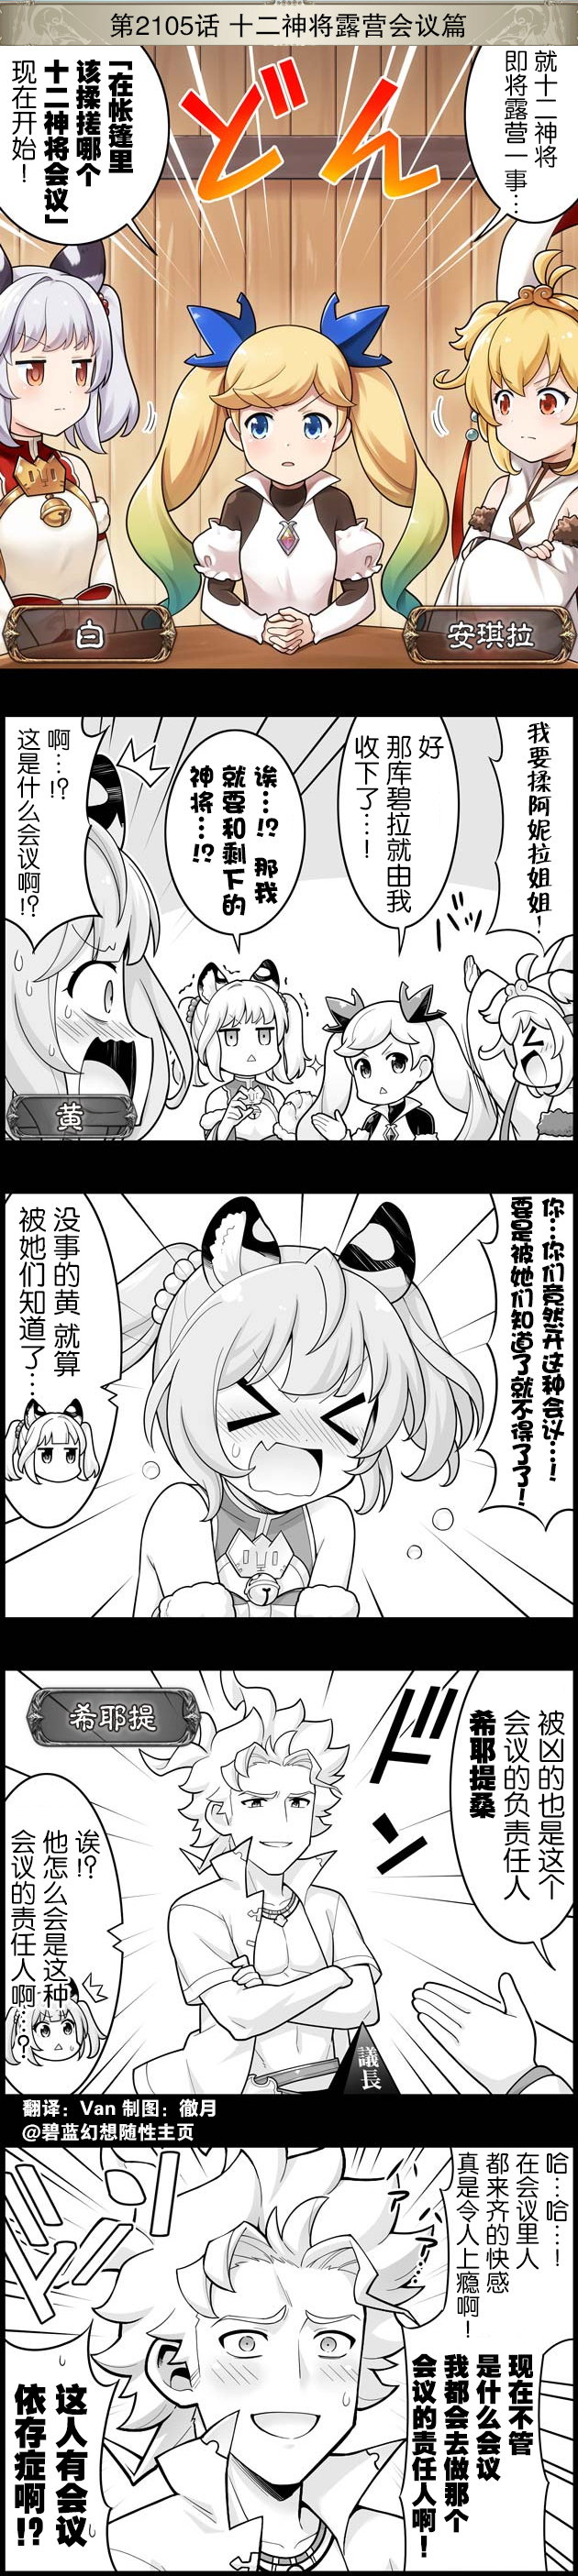 第2105话 十二神将露营会议篇
就十二神将
即将露营一事…
どん
「在帐篷里
该揉搓哪个
十二神将会议」
现在开始！
白
安琪拉
我要揉阿妮拉姐姐！
バッ
好
那库碧拉就由我
收下了…！
诶…!? 那我
就要和剩下的
神将…!?
啊…!?
这是什么会议啊!?
黄
你…你们竟然开这种会议…！
要是被她们知道了就不得了了！
没事的黄 就算
被她们知道了…
被凶的也是这个
会议的负责人
希耶提桑
ドン
希耶提
诶!?
他怎么会是这种
会议的责任人啊…?
議長
翻译：Van 制图：徹月
@碧蓝幻想随性主页
哈…哈…！
在会议里人
都来齐的快感
真是令人上瘾啊！
现在不管
是什么会议
我都会去做那个
会议的责任人啊！
这人有会议
依存症啊!?